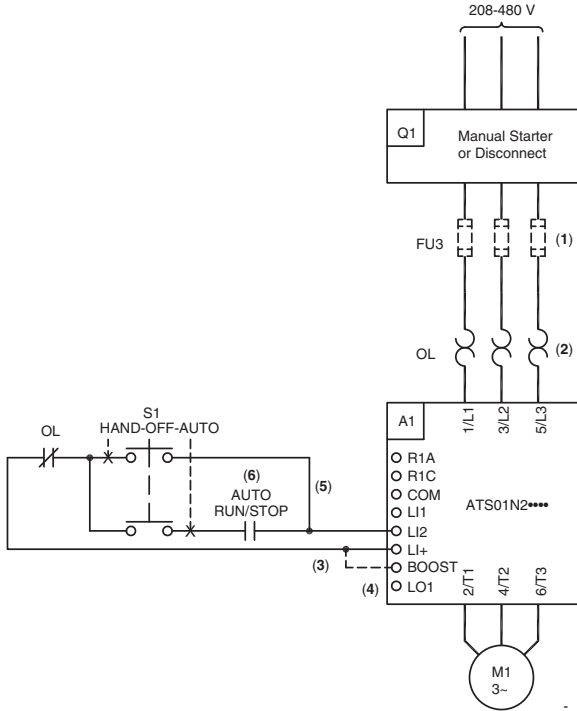 208-480 V
Q1
Manual Starter
or Disconnect
FU3
(1)
OL
(2)
S1
HAND-OFF-AUTO
OL
A1
1/L1
3/L2
5/L3
R1A
R1C
COM
LI1
LI2
LI+
BOOST
LO1
ATS01N2••••
(6)
AUTO
RUN/STOP
(5)
(3)
(4)
2/T1
4/T2
6/T3
M1
3~
-